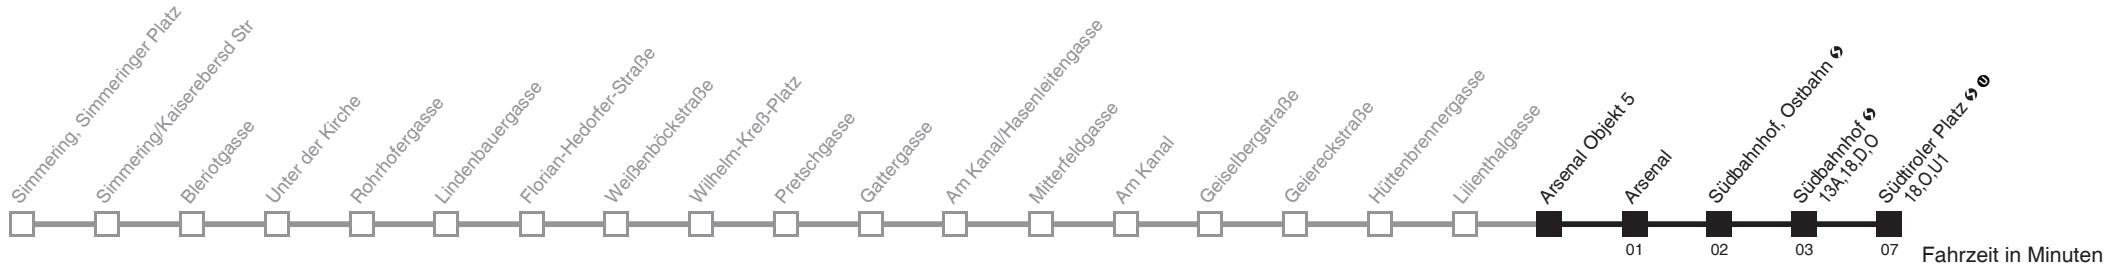 Simmering, Simmeringer Platz
Simmering/Kaiserebersd Str
Bleriotgasse
Unter der Kirche
Rohrhofergasse
Lindenbauergasse
Florian-Hedorfer-Straße
Weißenböckstraße
Wilhelm-Kreß-Platz
Pretschgasse
Gattergasse
Am Kanal/Hasenleitengasse
Mitterfeldgasse
Am Kanal
Geiselbergstraße
Geiereckstraße
Hüttenbrennergasse
Lilienthalgasse
Arsenal Objekt 5
Arsenal
Südbahnhof, Ostbahn S
Südbahnhof S
13A,18,D,O
Südtiroler Platz S U
18,O,U1
01 02 03 07 Fahrzeit in Minuten